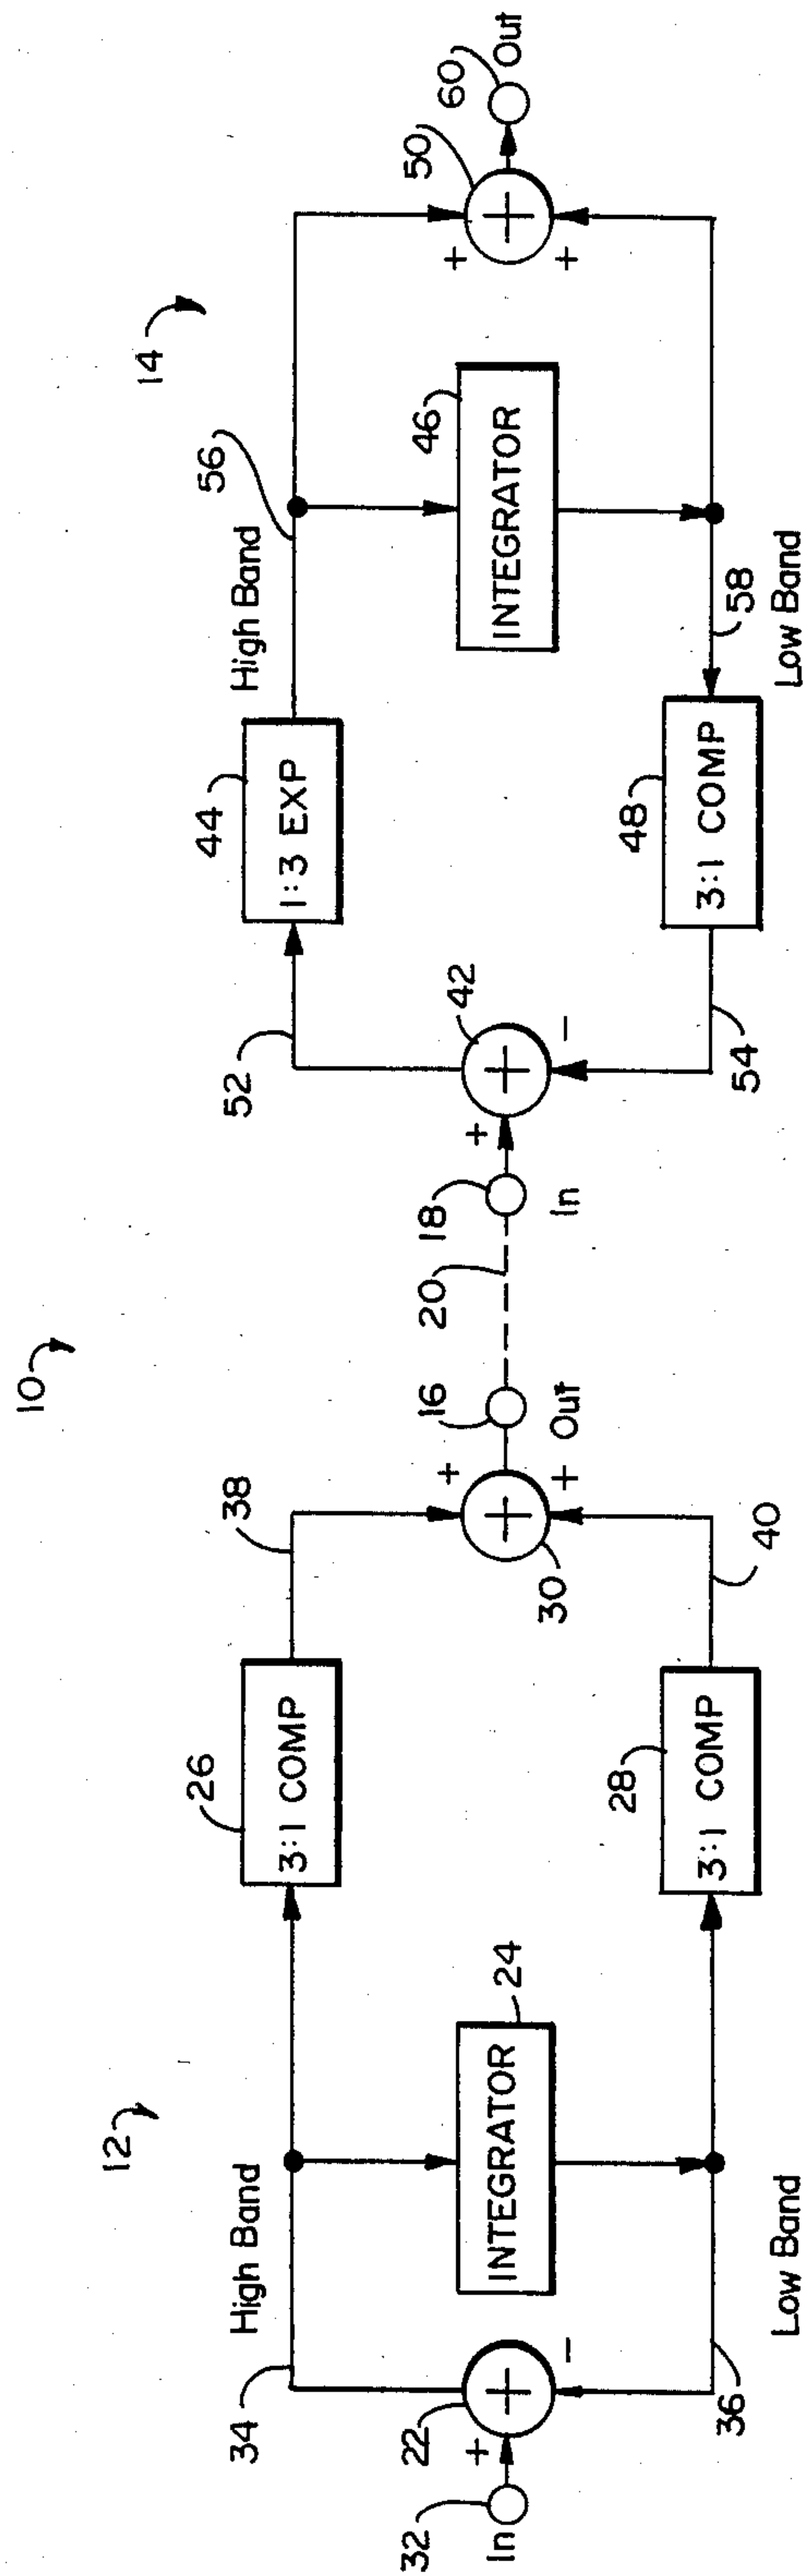 10
12
14
High Band
34
26
3:1 COMP
38
22
+
+
−
32
In
24
INTEGRATOR
+
+
+
30
16
Out
36
Low Band
28
3:1 COMP
40
20
18
In
+
+
−
42
52
44
1:3 EXP
High Band
56
46
INTEGRATOR
54
48
3:1 COMP
58
Low Band
+
+
+
50
60
Out